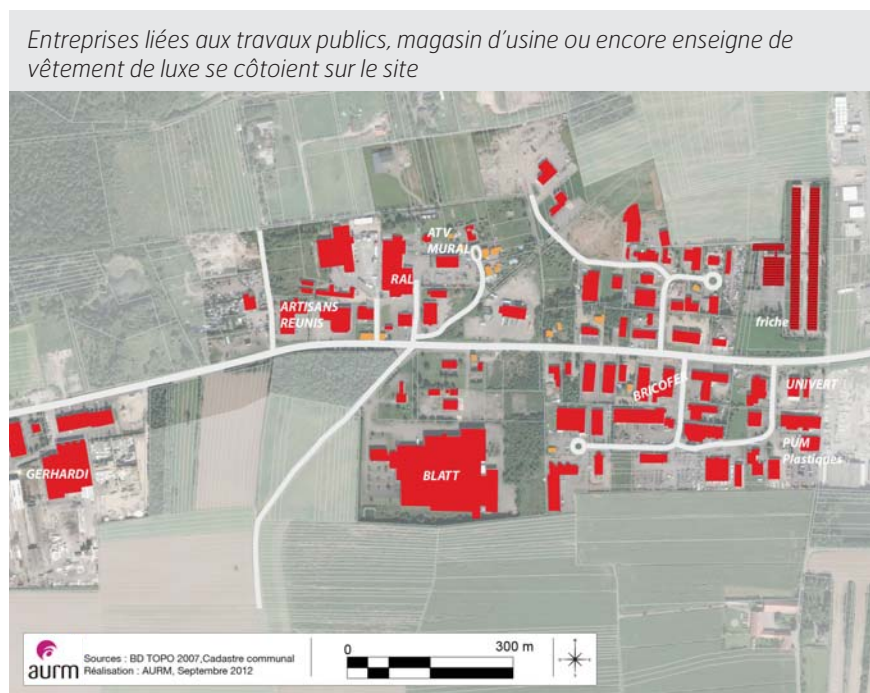 Entreprises liées aux travaux publics, magasin d'usine ou encore enseigne de
vêtement de luxe se côtoient sur le site
ATV
MURAL
RAL
ARTISANS
REUNIS
friche
BRICOFER
UNIVERT
PUM
Plastiques
GERHARDI
BLATT
aurm
Sources : BD TOPO 2007,Cadastre communal
Réalisation : AURM, Septembre 2012
0 300 m